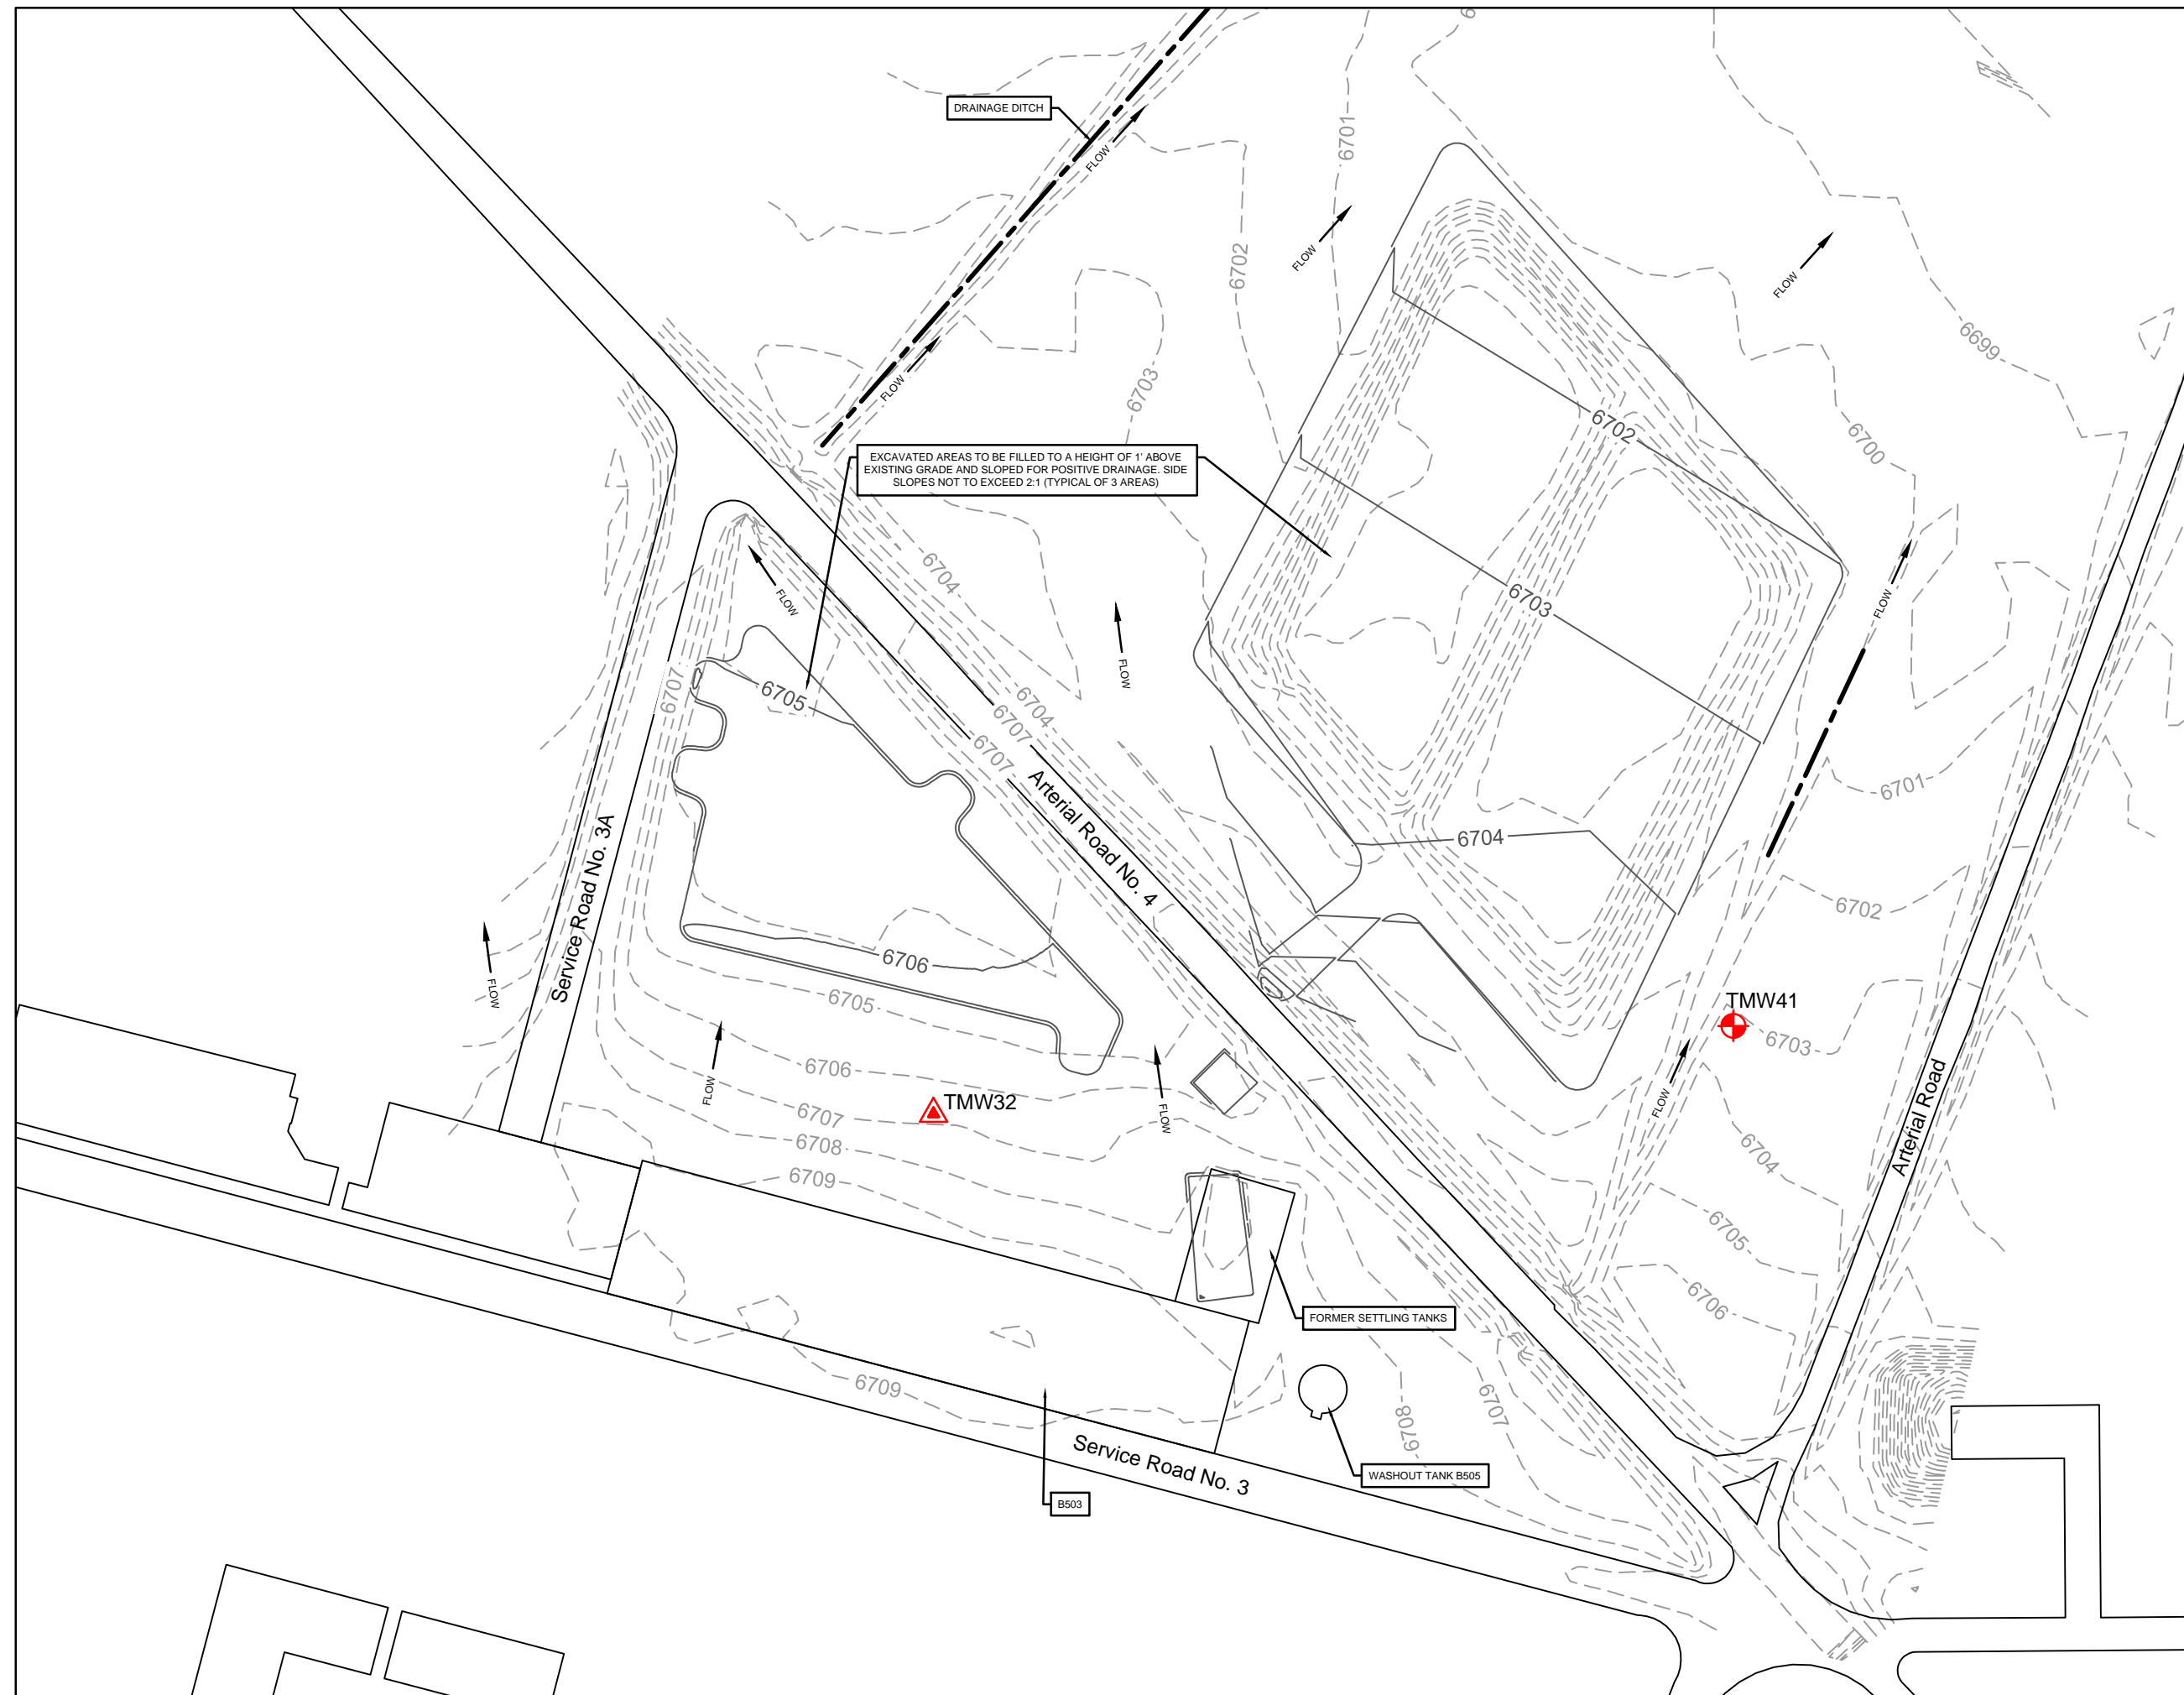 6
DRAINAGE DITCH
FLOW
6701
6702
FLOW
FLOW
6699
FLOW
6703
6702
6700
EXCAVATED AREAS TO BE FILLED TO A HEIGHT OF 1' ABOVE
EXISTING GRADE AND SLOPED FOR POSITIVE DRAINAGE. SIDE
SLOPES NOT TO EXCEED 2:1 (TYPICAL OF 3 AREAS)
6704
FLOW
6703
FLOW
FLOW
6707
6705
6704
6707
6707
Arterial Road No. 4
6701
6704
Service Road No. 3A
6702
6706
FLOW
6705
TMW41
6703
6706
FLOW
TMW32
6707
FLOW
FLOW
Arterial Road
6708
6704
6709
6705
6706
FORMER SETTLING TANKS
6709
6708
6707
Service Road No. 3
WASHOUT TANK B505
B503